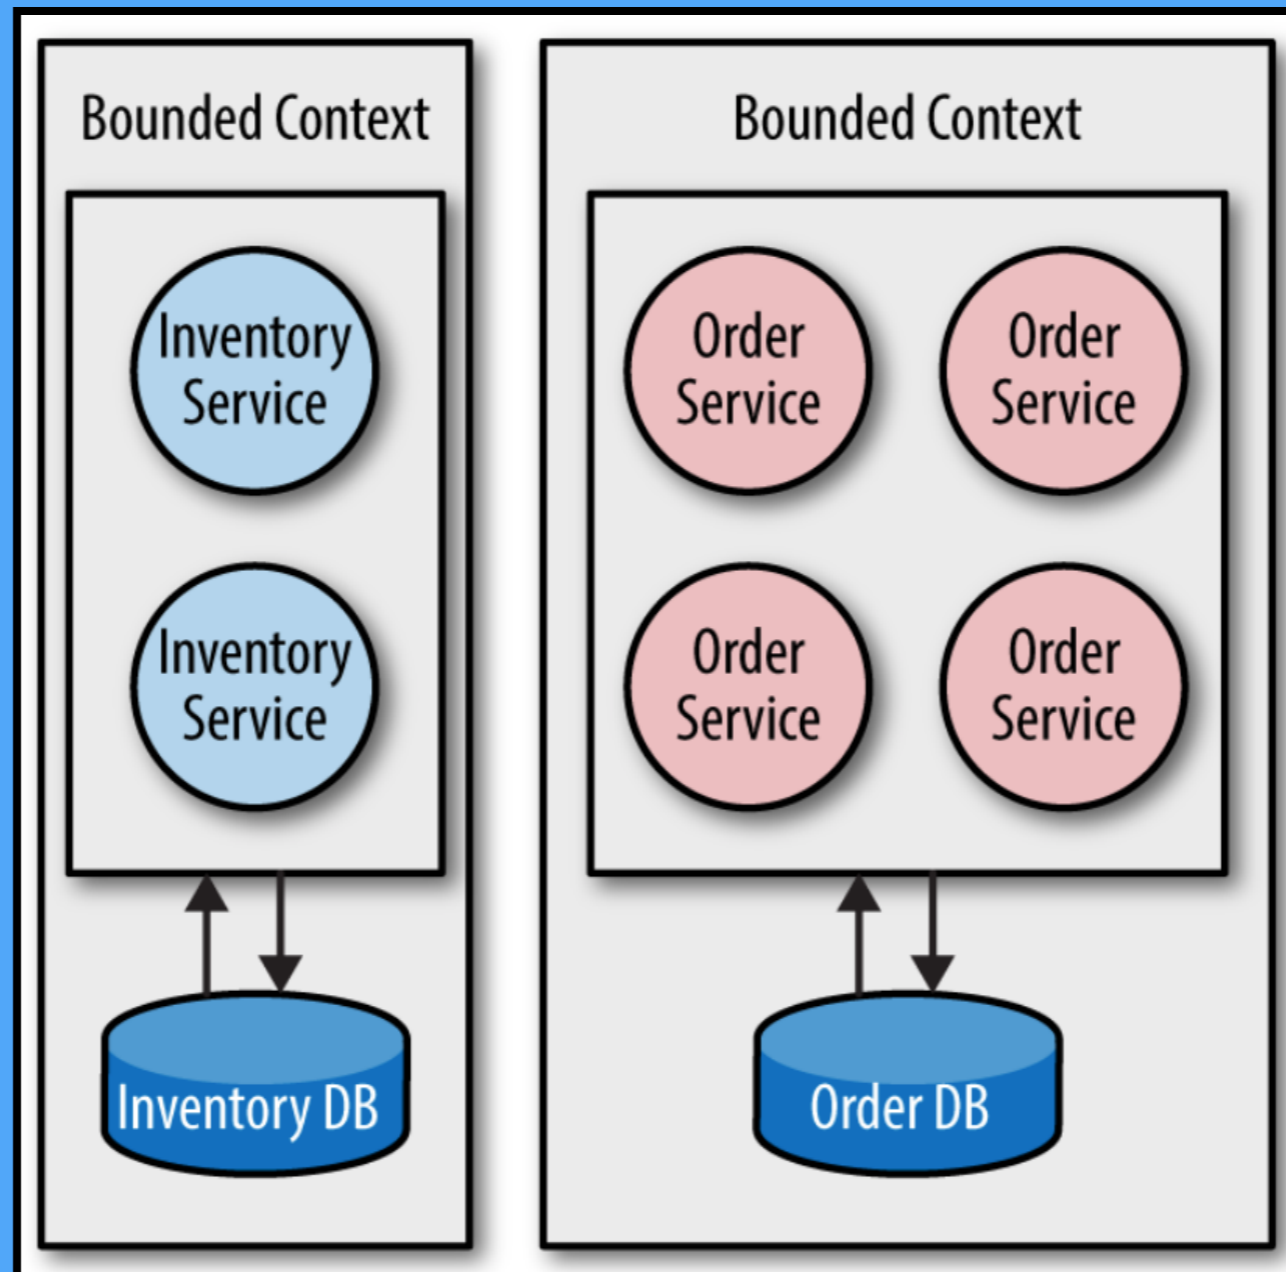 Bounded Context
Inventory
Service
Inventory
Service
Inventory DB
Bounded Context
Order
Service
Order
Service
Order
Service
Order
Service
Order DB